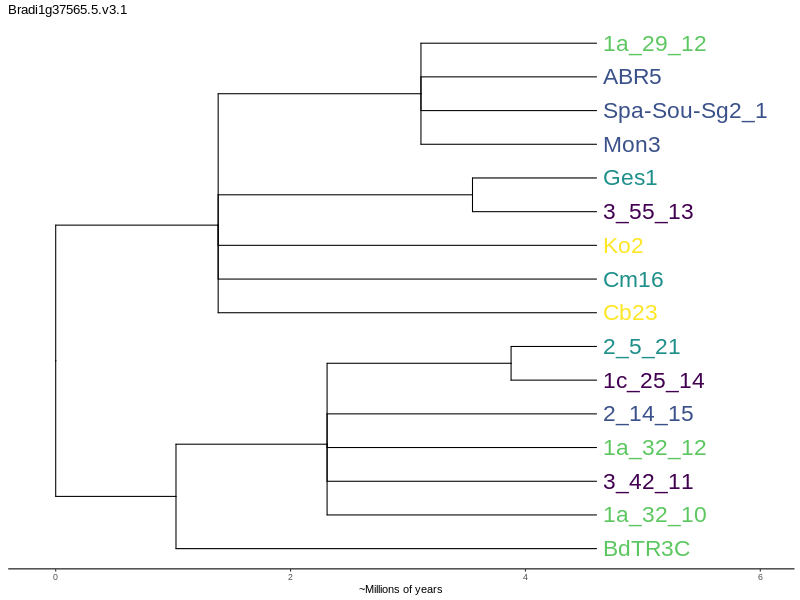 Bradi1g37565.5.v3.1
1a_29_12
ABR5
Spa-Sou-Sg2_1
Mon3
Ges1
3_55_13
Ko2
Cm16
Cb23
2_5_21
1c_25_14
2_14_15
1a_32_12
3_42_11
1a_32_10
BdTR3C
0 2 4 6
~Millions of years